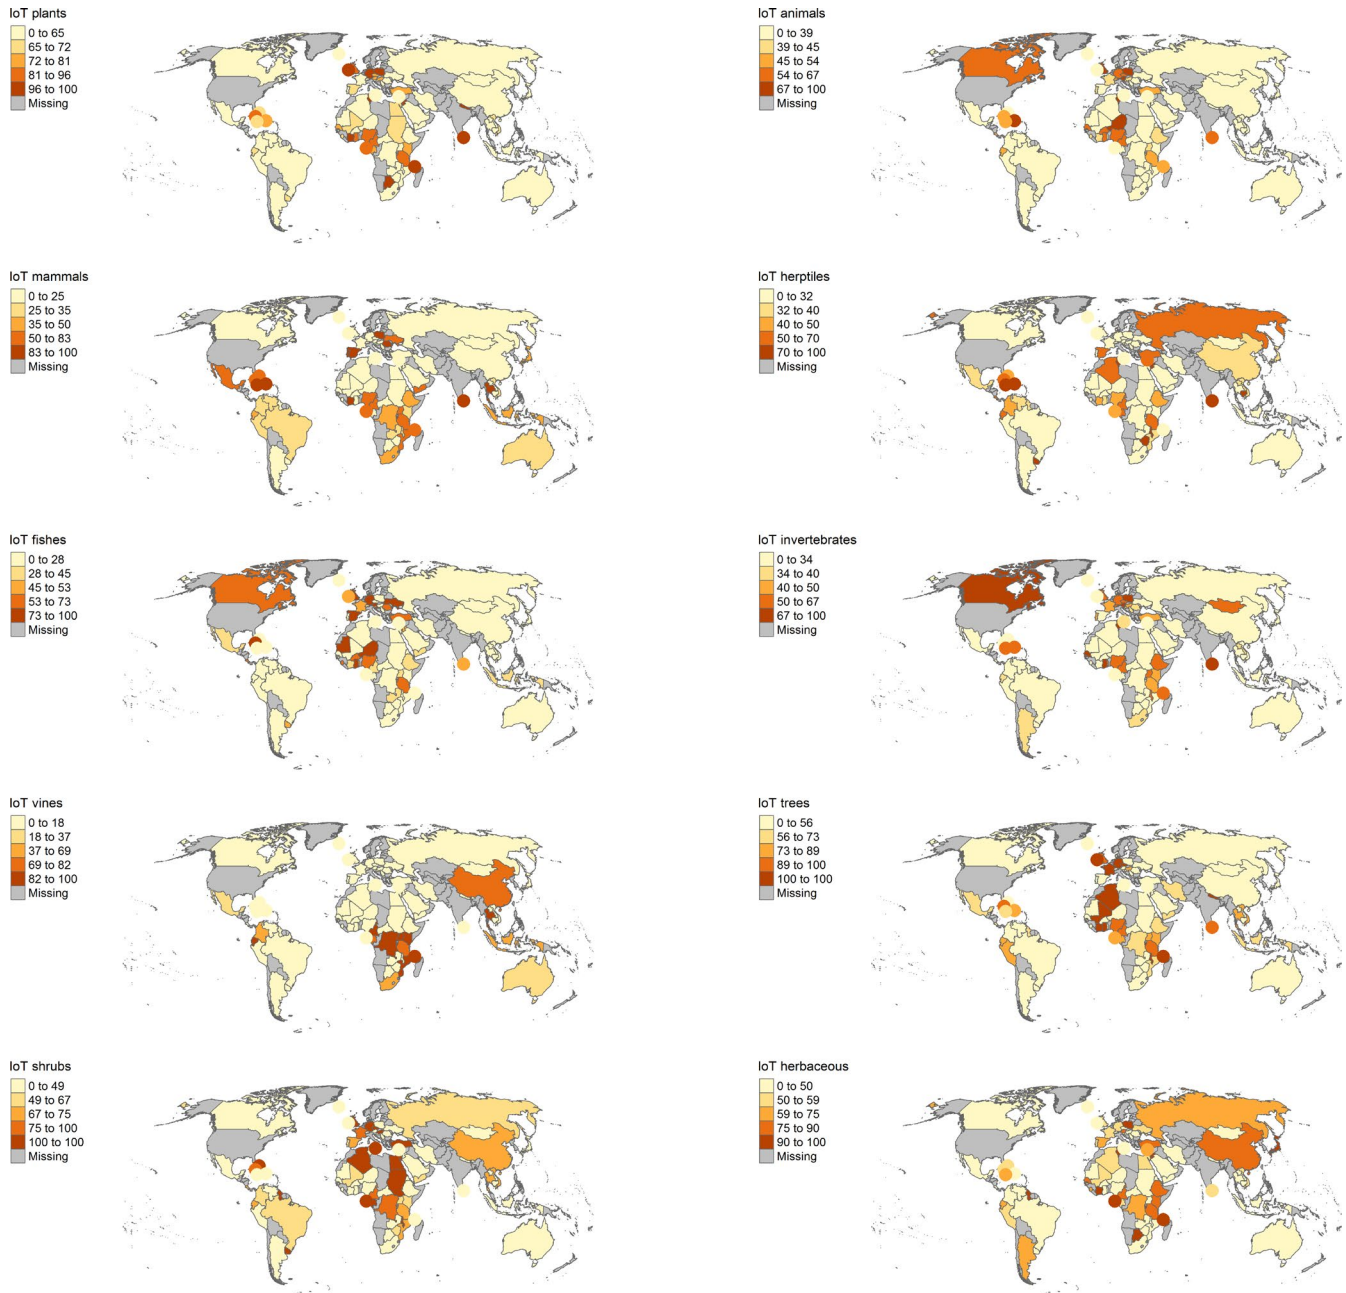 IoT plants
0 to 65
65 to 72
72 to 81
81 to 96
96 to 100
Missing
IoT animals
0 to 39
39 to 45
45 to 54
54 to 67
67 to 100
Missing
IoT mammals
0 to 25
25 to 35
35 to 50
50 to 83
83 to 100
Missing
IoT herptiles
0 to 32
32 to 40
40 to 50
50 to 70
70 to 100
Missing
IoT fishes
0 to 28
28 to 45
45 to 53
53 to 73
73 to 100
Missing
IoT invertebrates
0 to 34
34 to 40
40 to 50
50 to 67
67 to 100
Missing
IoT vines
0 to 18
18 to 37
37 to 69
69 to 82
82 to 100
Missing
IoT trees
0 to 56
56 to 73
73 to 89
89 to 100
100 to 100
Missing
IoT shrubs
0 to 49
49 to 67
67 to 75
75 to 100
100 to 100
Missing
IoT herbaceous
0 to 50
50 to 59
59 to 75
75 to 90
90 to 100
Missing